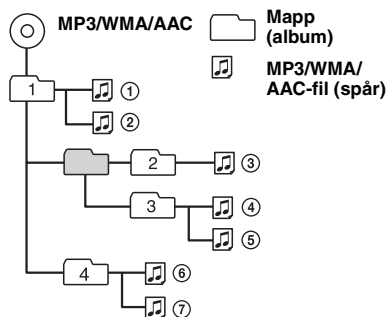 MP3/WMA/AAC
Mapp
(album)
MP3/WMA/
AAC-fil (spår)
1
①
②
2
③
3
④
⑤
4
⑥
⑦